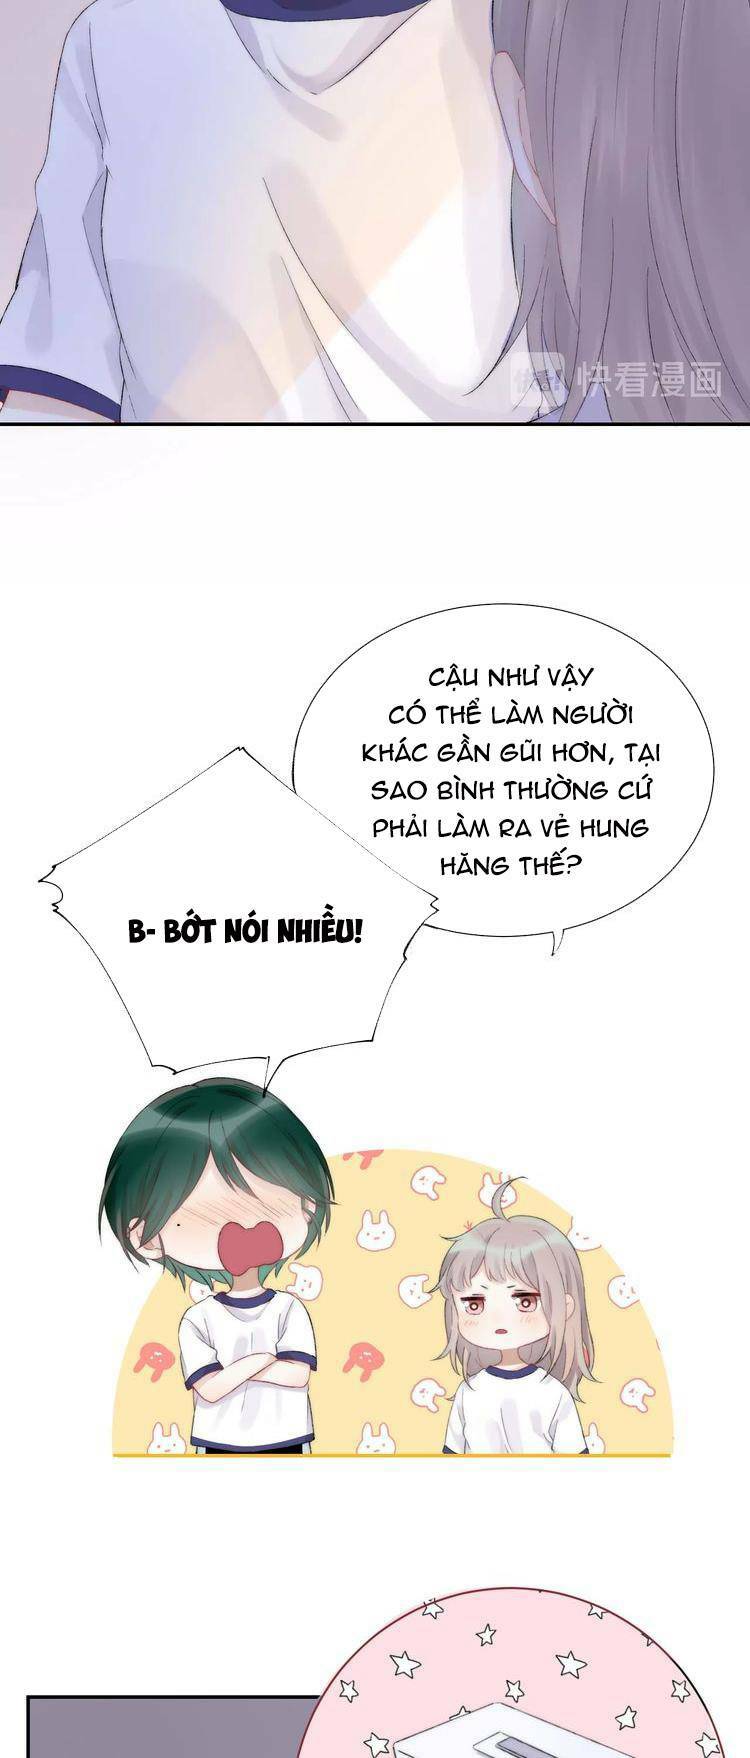 快看漫画
CẬU NHƯ VẬY
CÓ THỂ LÀM NGƯỜI
KHÁC GẦN GŨI HƠN, TẠI
SAO BÌNH THƯỜNG CỨ
PHẢI LÀM RA VẺ HUNG
HĂNG THẾ?
B- BỚT NÓI NHIỀU!